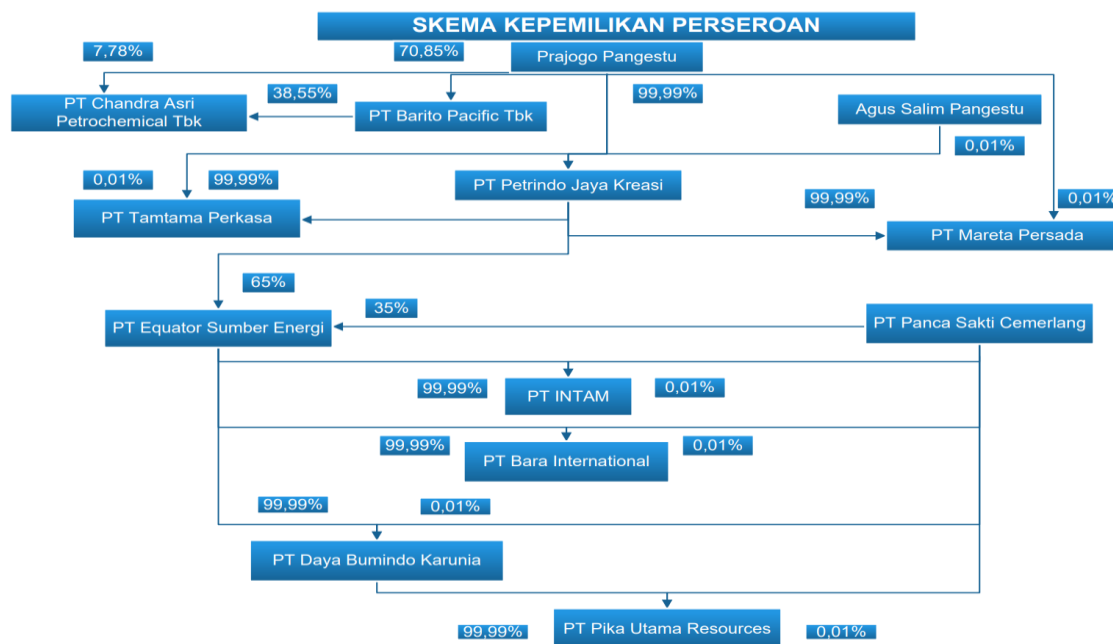 SKEMA KEPEMILIKAN PERSEROAN
7,78%
70,85%
Prajogo Pangestu
38,55%
99,99%
PT Chandra Asri
Petrochemical Tbk
PT Barito Pacific Tbk
Agus Salim Pangestu
0,01%
0,01%
99,99%
PT Petrindo Jaya Kreasi
99,99%
0,01%
PT Tamtama Perkasa
PT Mareta Persada
65%
35%
PT Equator Sumber Energi
PT Panca Sakti Cemerlang
99,99%
0,01%
PT INTAM
99,99%
0,01%
PT Bara International
99,99%
0,01%
PT Daya Bumindo Karunia
PT Pika Utama Resources
99,99%
0,01%